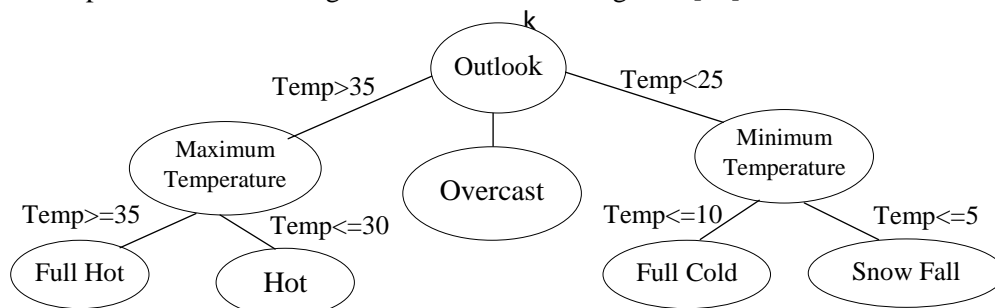 k
Outlook
Temp>35
Temp<25
Maximum
Temperature
Overcast
Minimum
Temperature
Temp>=35
Temp<=30
Temp<=10
Temp<=5
Full Hot
Hot
Full Cold
Snow Fall